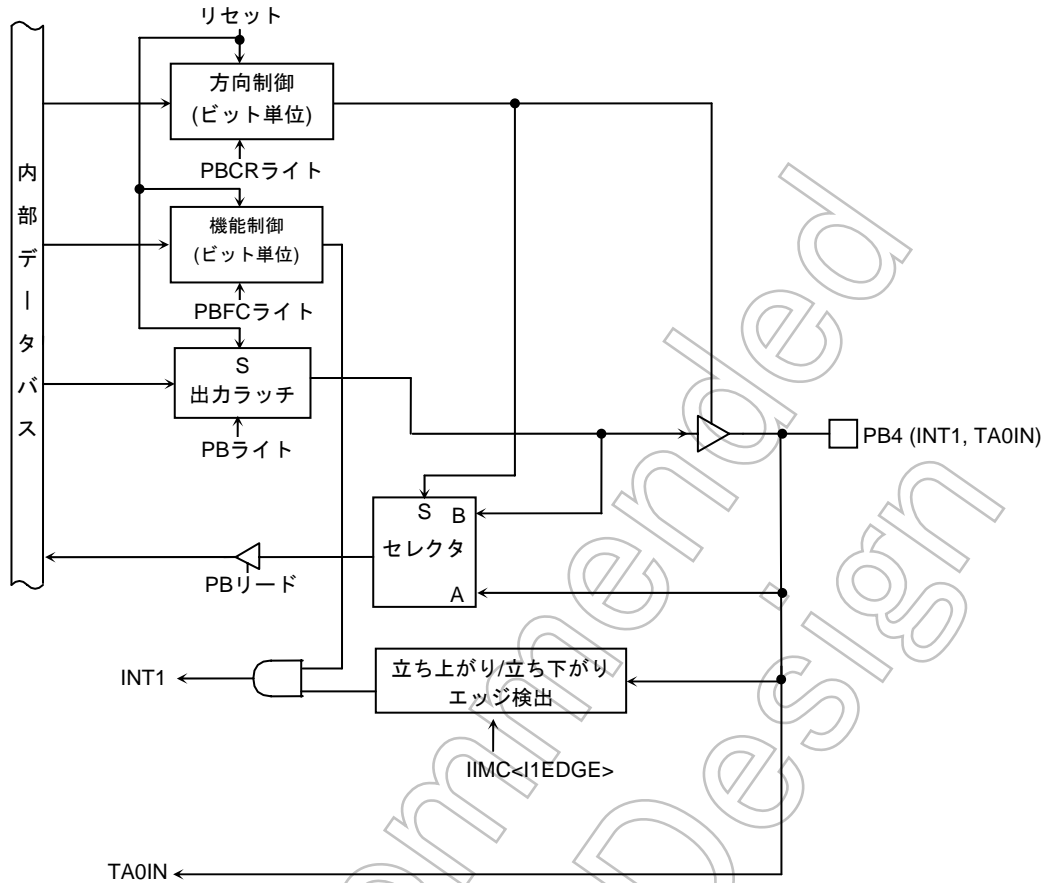 リセット
方向制御
(ビット単位)
PBCRライト
内部データバス
機能制御
(ビット単位)
PBFCライト
S
出力ラッチ
PBライト
PB4 (INT1, TA0IN)
S B
セレクタ
A
PBリード
立ち上がり/立ち下がり
エッジ検出
INT1
IIMC<I1EDGE>
TA0IN
ommended
Design